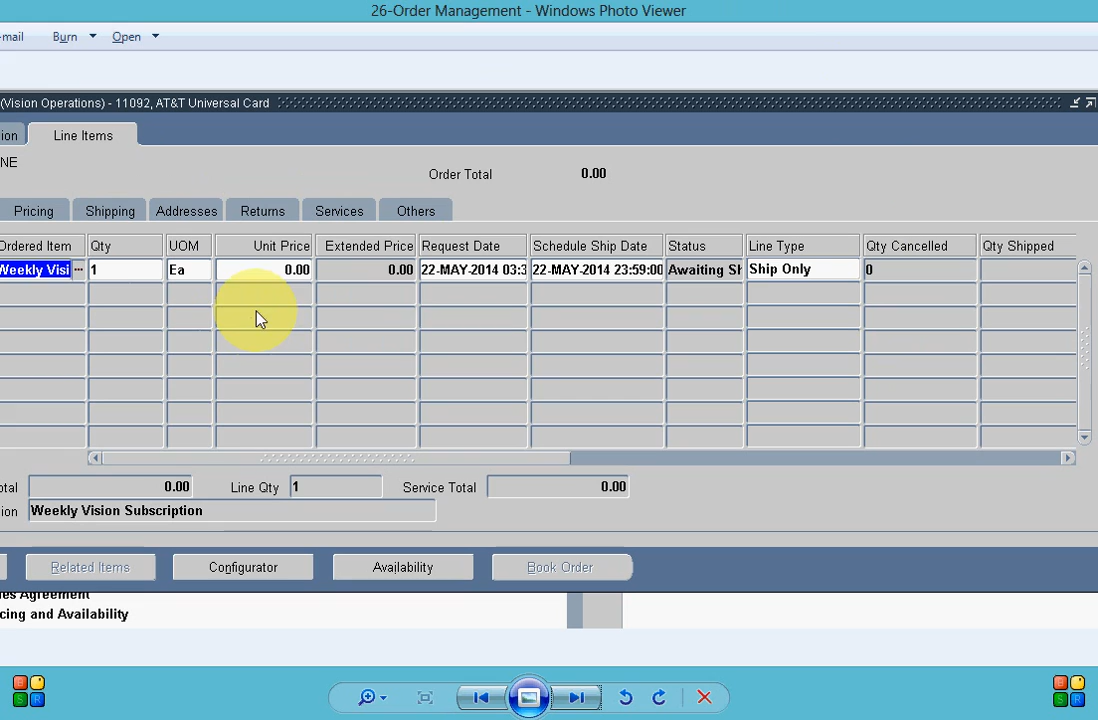 26-Order Management - Windows Photo Viewer
-mail Burn Open
(Vision Operations) - 11092, AT&T Universal Card
ion Line Items
NE
Order Total 0.00
Pricing Shipping Addresses Returns Services Others
Ordered Item Qty UOM Unit Price Extended Price Request Date Schedule Ship Date Status Line Type Qty Cancelled Qty Shipped
Weekly Visi ... 1 Ea 0.00 0.00 22-MAY-2014 03:3 22-MAY-2014 23:59:00 Awaiting Sh Ship Only 0
otal 0.00 Line Qty 1 Service Total 0.00
ion Weekly Vision Subscription
Related Items Configurator Availability Book Order
les Agreement
cing and Availability
E S R
E S R